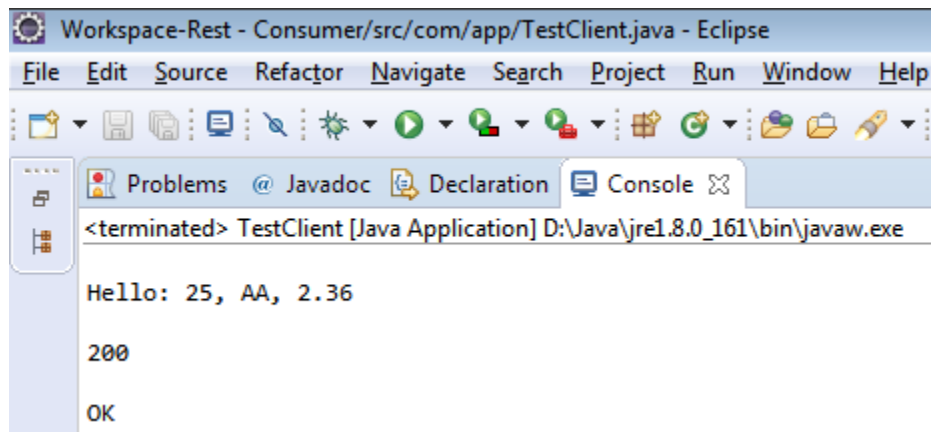 Workspace-Rest - Consumer/src/com/app/TestClient.java - Eclipse
File Edit Source Refactor Navigate Search Project Run Window Help
Problems @ Javadoc Declaration Console
<terminated> TestClient [Java Application] D:\Java\jre1.8.0_161\bin\javaw.exe
Hello: 25, AA, 2.36
200
OK